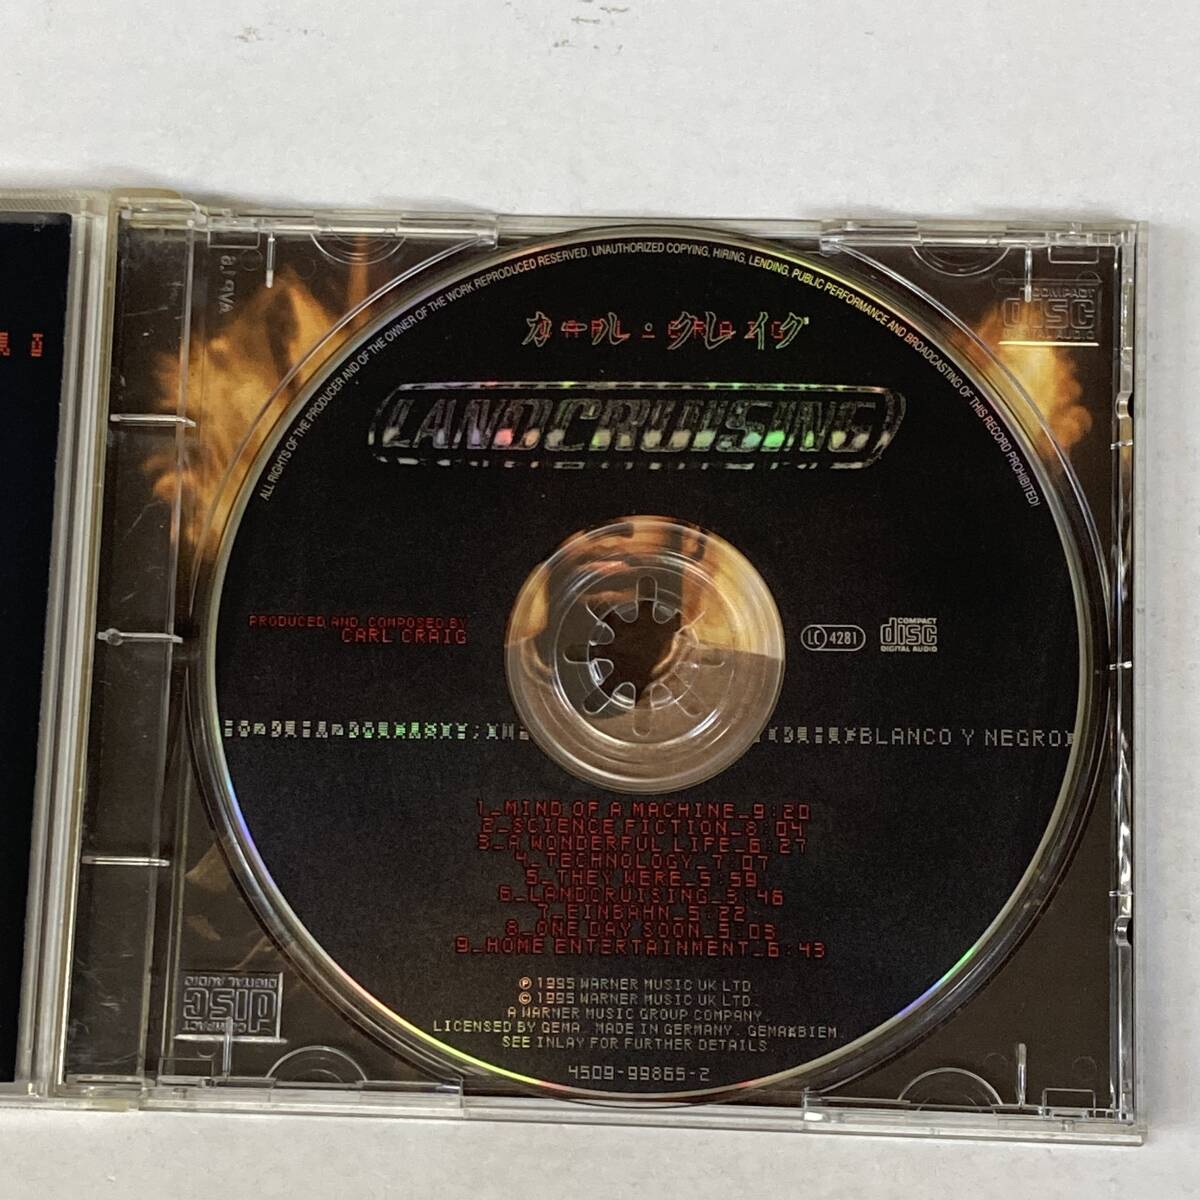 ALL RIGHTS OF THE PRODUCER AND OF THE OWNER OF THE WORK REPRODUCED RESERVED. UNAUTHORIZED COPYING, HIRING, LENDING, PUBLIC PERFORMANCE AND BROADCASTING OF THIS RECORD PROHIBITED!
カール・クレイグ
CARL CRAIG
LANDCRUISING
COMPACT
DISC
PRODUCED AND COMPOSED BY
CARL CRAIG
LC 4281
COMPACT
disc
DIGITAL AUDIO
BLANCO Y NEGRO
1_MIND OF A MACHINE_9:20
2_SCIENCE FICTION_8:04
3_A WONDERFUL LIFE_6:27
4_TECHNOLOGY_7:07
5_THEY WERE_5:59
6_LANDCRUISING_3:46
7_EINBAHN_5:22
8_ONE DAY SOON_5:03
9_HOME ENTERTAINMENT_6:43
℗ 1995 WARNER MUSIC UK LTD.
© 1995 WARNER MUSIC UK LTD.
A WARNER MUSIC GROUP COMPANY.
LICENSED BY GEMA. MADE IN GERMANY. GEMA*BIEM.
SEE INLAY FOR FURTHER DETAILS.
4509-99865-2
COMPACT
disc
DIGITAL AUDIO